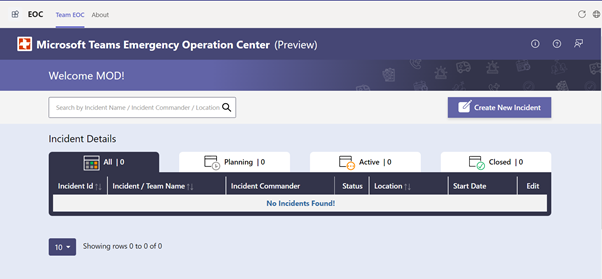 EOC Team EOC About
Microsoft Teams Emergency Operation Center (Preview)
Welcome MOD!
Search by Incident Name / Incident Commander / Location
Create New Incident
Incident Details
All | 0 Planning | 0 Active | 0 Closed | 0
Incident Id Incident / Team Name Incident Commander Status Location Start Date Edit
No Incidents Found!
10 Showing rows 0 to 0 of 0